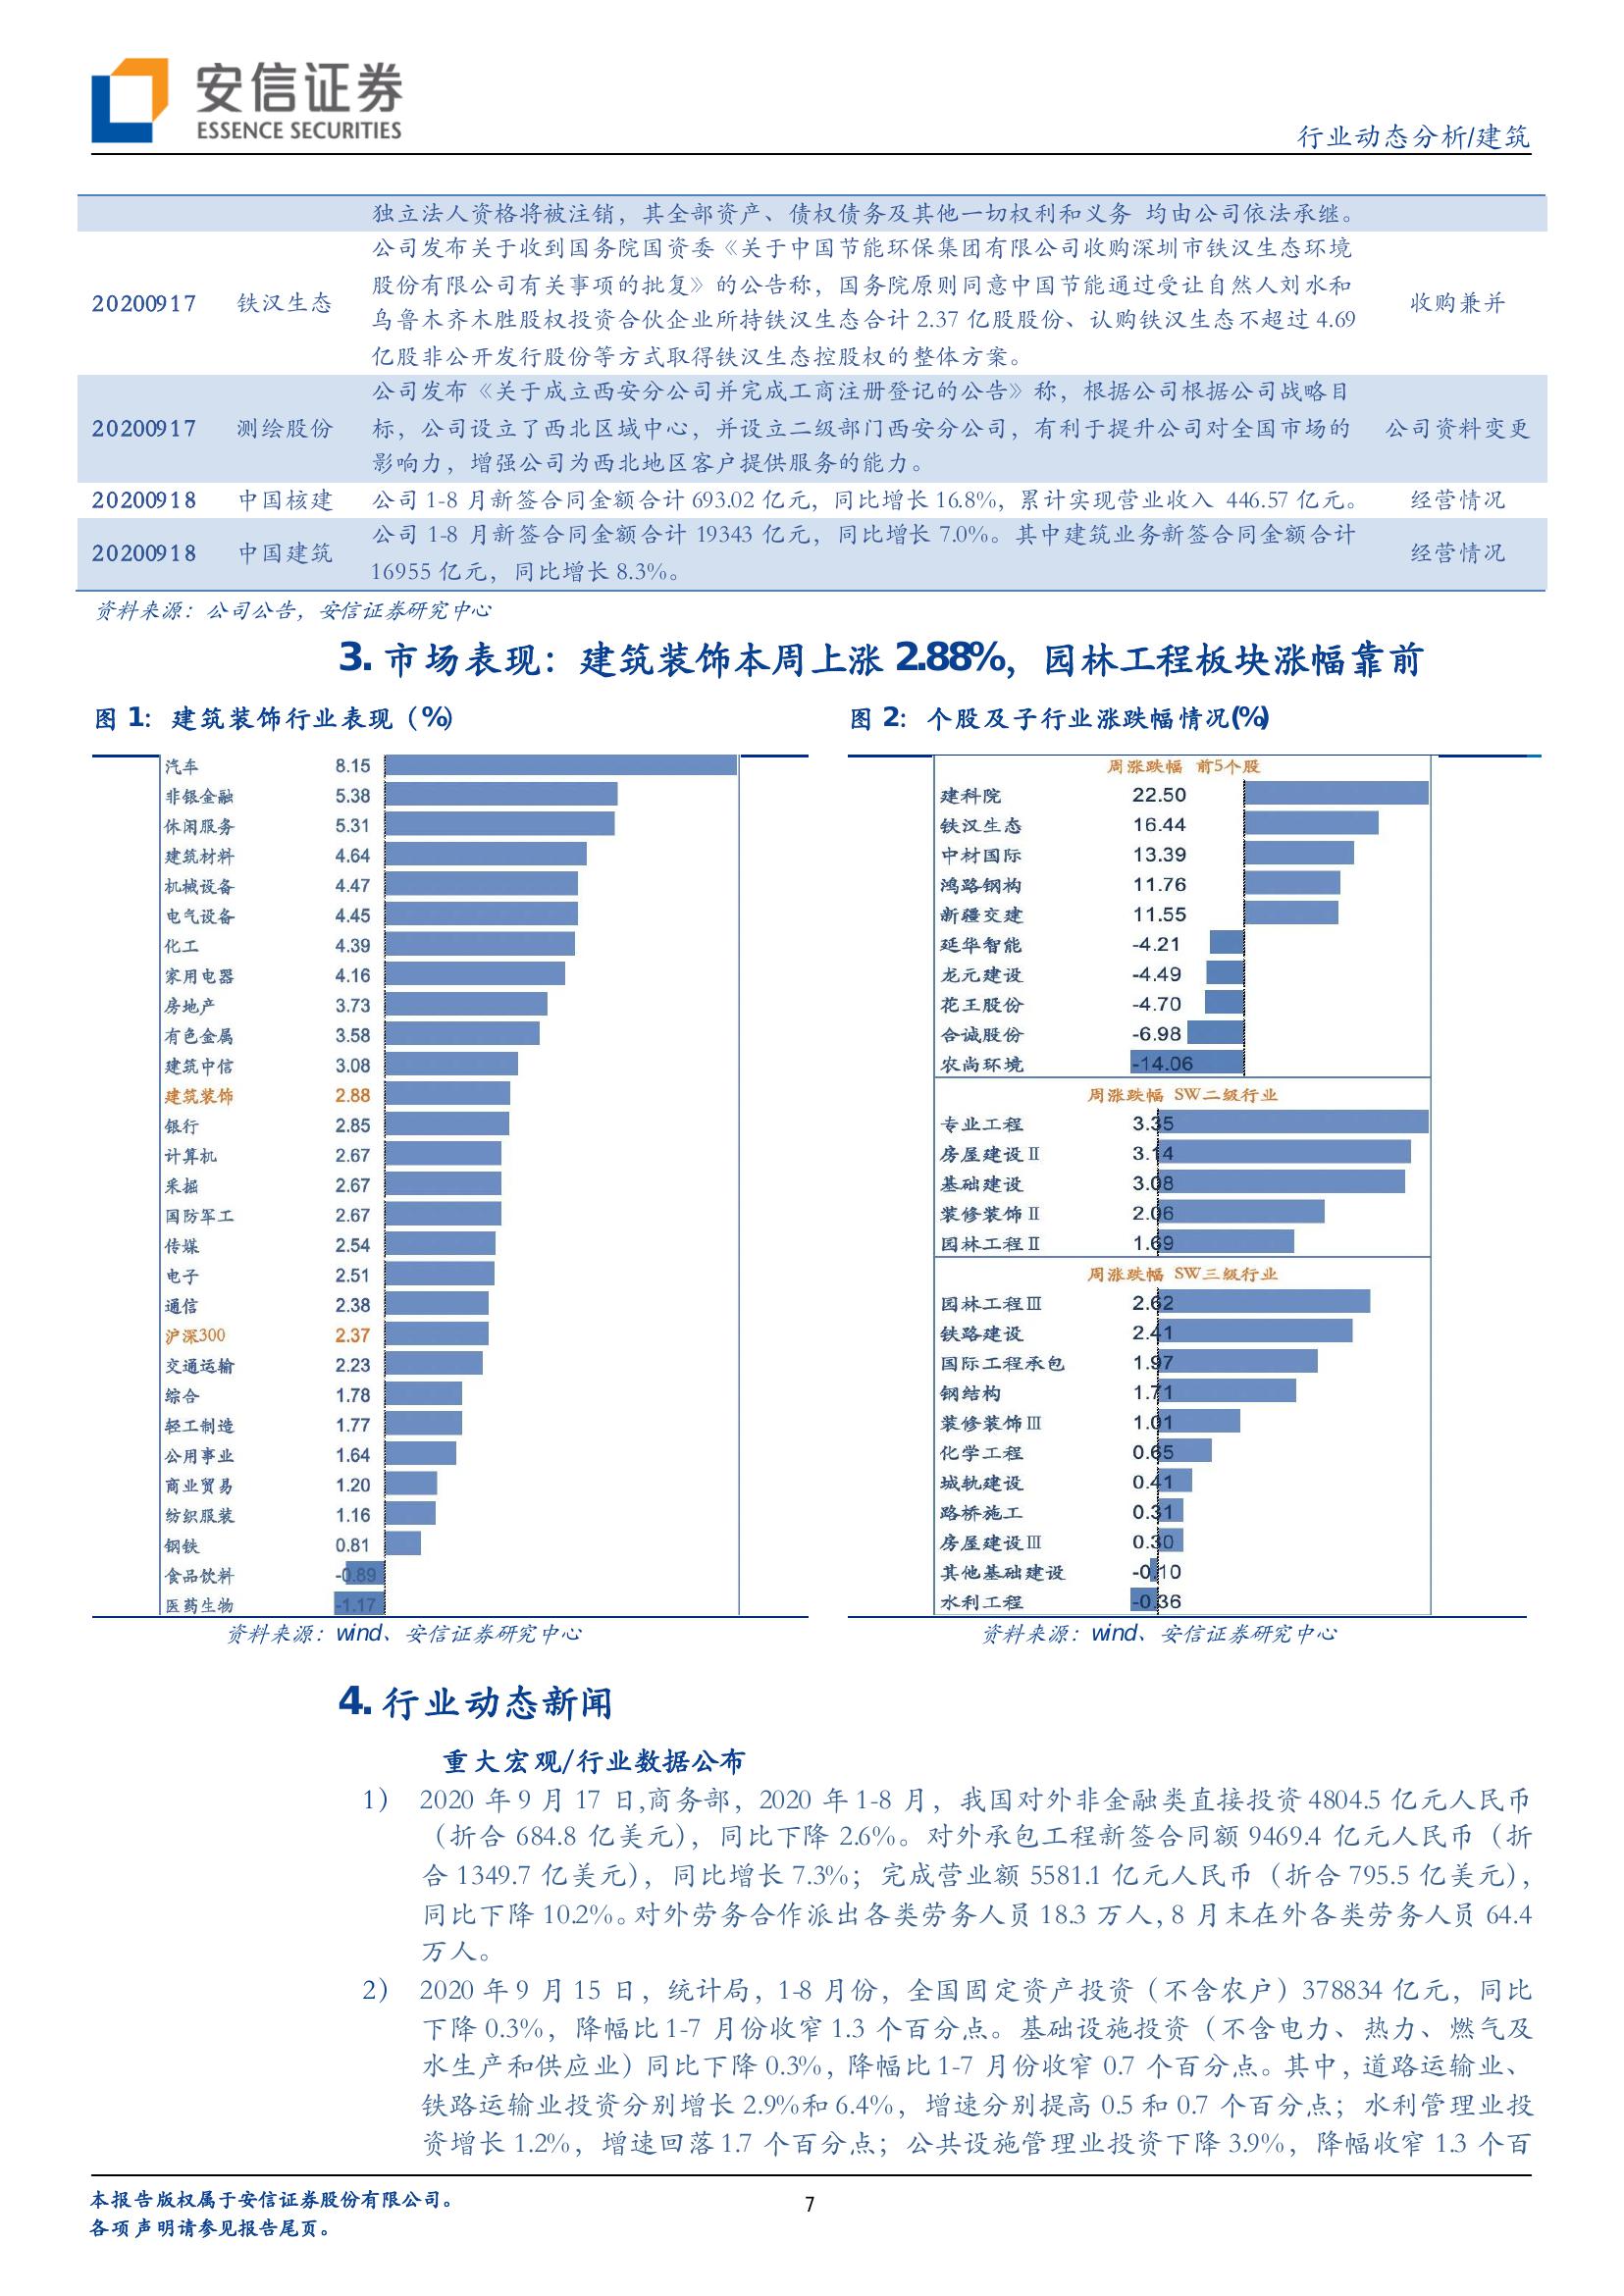 安信证券
ESSENCE SECURITIES
行业动态分析/建筑
独立法人资格将被注销，其全部资产、债权债务及其他一切权利和义务 均由公司依法承继。
20200917 铁汉生态 公司发布关于收到国务院国资委《关于中国节能环保集团有限公司收购深圳市铁汉生态环境
股份有限公司有关事项的批复》的公告称，国务院原则同意中国节能通过受让自然人刘水和
乌鲁木齐木胜股权投资合伙企业所持铁汉生态合计 2.37 亿股股份、认购铁汉生态不超过 4.69
亿股非公开发行股份等方式取得铁汉生态控股权的整体方案。 收购兼并
20200917 测绘股份 公司发布《关于成立西安分公司并完成工商注册登记的公告》称，根据公司根据公司战略目
标，公司设立了西北区域中心，并设立二级部门西安分公司，有利于提升公司对全国市场的
影响力，增强公司为西北地区客户提供服务的能力。 公司资料变更
20200918 中国核建 公司 1-8 月新签合同金额合计 693.02 亿元，同比增长 16.8%，累计实现营业收入 446.57 亿元。 经营情况
20200918 中国建筑 公司 1-8 月新签合同金额合计 19343 亿元，同比增长 7.0%。其中建筑业务新签合同金额合计
16955 亿元，同比增长 8.3%。 经营情况
资料来源：公司公告，安信证券研究中心
3. 市场表现：建筑装饰本周上涨 2.88%，园林工程板块涨幅靠前
图 1：建筑装饰行业表现（%）
汽车 8.15
非银金融 5.38
休闲服务 5.31
建筑材料 4.64
机械设备 4.47
电气设备 4.45
化工 4.39
家用电器 4.16
房地产 3.73
有色金属 3.58
建筑中信 3.08
建筑装饰 2.88
银行 2.85
计算机 2.67
采掘 2.67
国防军工 2.67
传媒 2.54
电子 2.51
通信 2.38
沪深300 2.37
交通运输 2.23
综合 1.78
轻工制造 1.77
公用事业 1.64
商业贸易 1.20
纺织服装 1.16
钢铁 0.81
食品饮料 -0.89
医药生物 -1.17
资料来源：wind、安信证券研究中心
图 2：个股及子行业涨跌幅情况(%)
周涨跌幅 前5个股
建科院 22.50
铁汉生态 16.44
中材国际 13.39
鸿路钢构 11.76
新疆交建 11.55
延华智能 -4.21
龙元建设 -4.49
花王股份 -4.70
合诚股份 -6.98
农尚环境 -14.06
周涨跌幅 SW二级行业
专业工程 3.35
房屋建设Ⅱ 3.14
基础建设 3.08
装修装饰Ⅱ 2.06
园林工程Ⅱ 1.69
周涨跌幅 SW三级行业
园林工程Ⅲ 2.62
铁路建设 2.41
国际工程承包 1.97
钢结构 1.71
装修装饰Ⅲ 1.01
化学工程 0.65
城轨建设 0.41
路桥施工 0.31
房屋建设Ⅲ 0.30
其他基础建设 -0.10
水利工程 -0.36
资料来源：wind、安信证券研究中心
4. 行业动态新闻
重大宏观/行业数据公布
1） 2020 年 9 月 17 日,商务部，2020 年 1-8 月，我国对外非金融类直接投资 4804.5 亿元人民币
（折合 684.8 亿美元），同比下降 2.6%。对外承包工程新签合同额 9469.4 亿元人民币（折
合 1349.7 亿美元），同比增长 7.3%；完成营业额 5581.1 亿元人民币（折合 795.5 亿美元），
同比下降 10.2%。对外劳务合作派出各类劳务人员 18.3 万人，8 月末在外各类劳务人员 64.4
万人。
2） 2020 年 9 月 15 日，统计局，1-8 月份，全国固定资产投资（不含农户）378834 亿元，同比
下降 0.3%，降幅比 1-7 月份收窄 1.3 个百分点。基础设施投资（不含电力、热力、燃气及
水生产和供应业）同比下降 0.3%，降幅比 1-7 月份收窄 0.7 个百分点。其中，道路运输业、
铁路运输业投资分别增长 2.9%和 6.4%，增速分别提高 0.5 和 0.7 个百分点；水利管理业投
资增长 1.2%，增速回落 1.7 个百分点；公共设施管理业投资下降 3.9%，降幅收窄 1.3 个百
本报告版权属于安信证券股份有限公司。
各项声明请参见报告尾页。
7